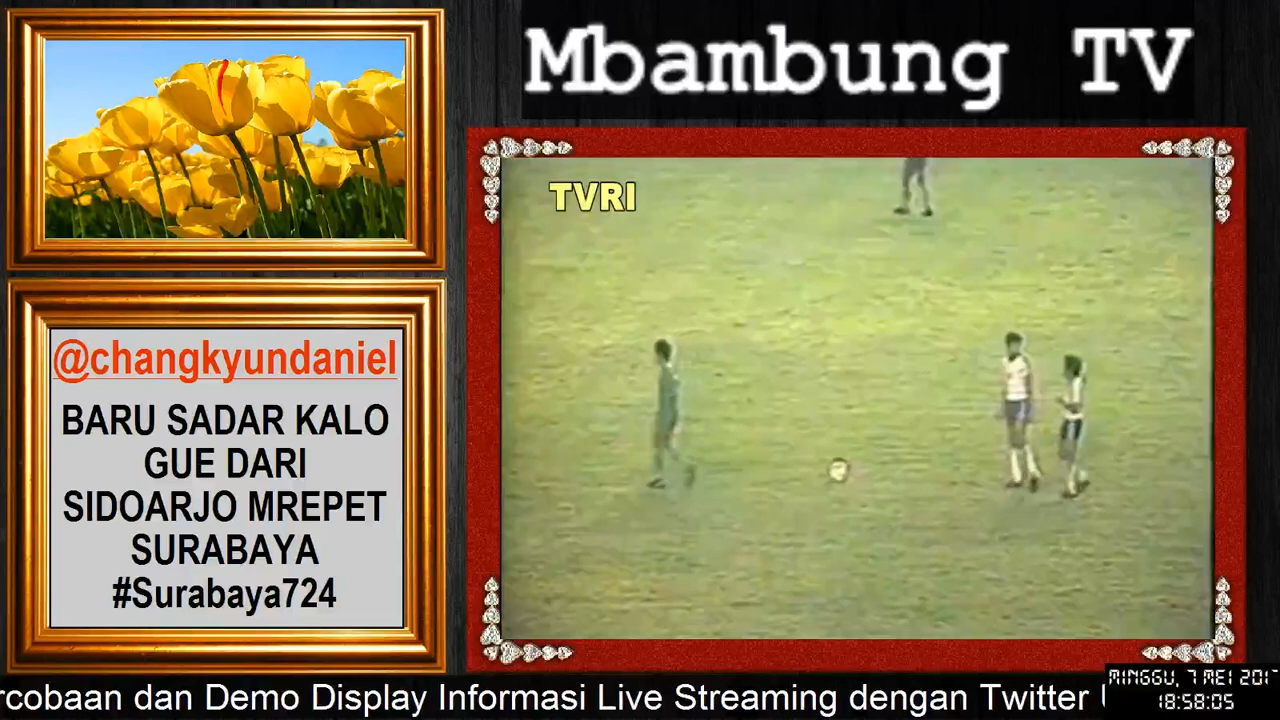 Mbambung TV
TVRI
@changkyundaniel
BARU SADAR KALO
GUE DARI
SIDOARJO MREPET
SURABAYA
#Surabaya724
rcobaan dan Demo Display Informasi Live Streaming dengan Twitter
MINGGU, 7 MEI 2017
18:58:05